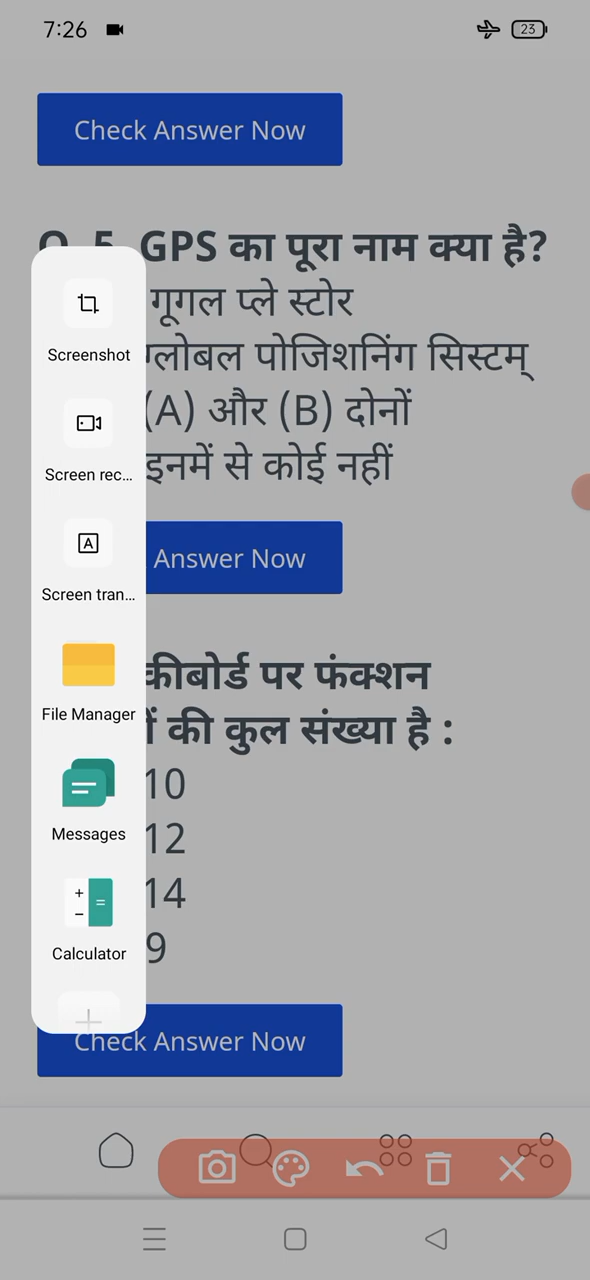 7:26
23
Check Answer Now
Q. 5. GPS का पूरा नाम क्या है?
गूगल प्ले स्टोर
ग्लोबल पोजिशनिंग सिस्टम्
(A) और (B) दोनों
इनमें से कोई नहीं
Answer Now
कीबोर्ड पर फंक्शन
की कुल संख्या है :
10
12
14
9
Check Answer Now
Screenshot
Screen rec...
A
Screen tran...
File Manager
Messages
Calculator